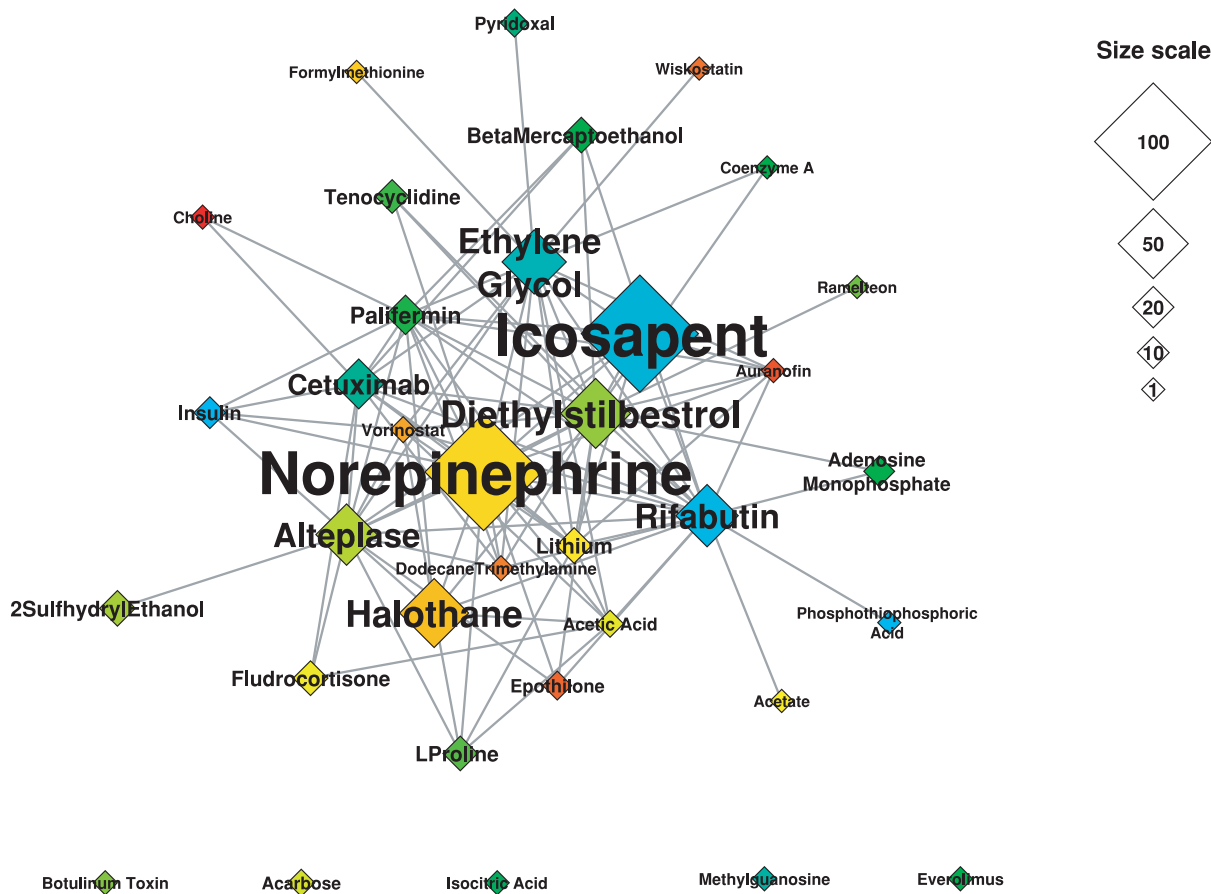 Pyridoxal
Size scale
Formylmethionine
Wiskostatin
100
BetaMercaptoethanol
Coenzyme A
Tenocyclidine
Choline
Ethylene
Glycol
50
Ramelteon
20
Palifermin
Icosapent
10
Auranofin
Cetuximab
1
Insulin
Diethylstilbestrol
Vorinostat
Norepinephrine
Adenosine
Monophosphate
Rifabutin
Alteplase
Lithium
DodecaneTrimethylamine
2SulfhydrylEthanol
Halothane
Acetic Acid
Phosphothiophosphoric
Acid
Fludrocortisone
Epothilone
Acetate
LProline
Botulinum Toxin
Acarbose
Isocitric Acid
Methylguanosine
Everolimus